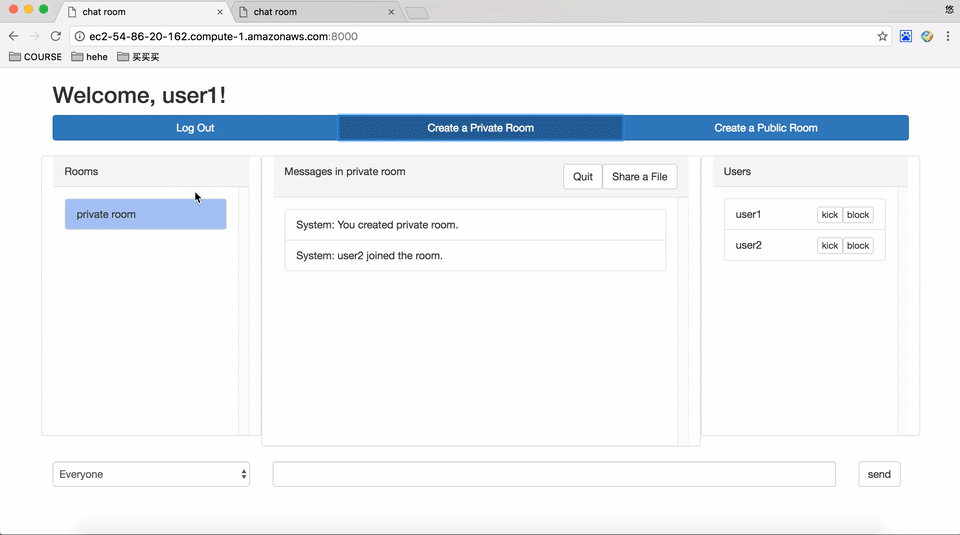 chat room
chat room
悠
ec2-54-86-20-162.compute-1.amazonaws.com:8000
COURSE hehe 买买买
Welcome, user1!
Log Out Create a Private Room Create a Public Room
Rooms
private room
Messages in private room Quit Share a File
System: You created private room.
System: user2 joined the room.
Users
user1 kick block
user2 kick block
Everyone send